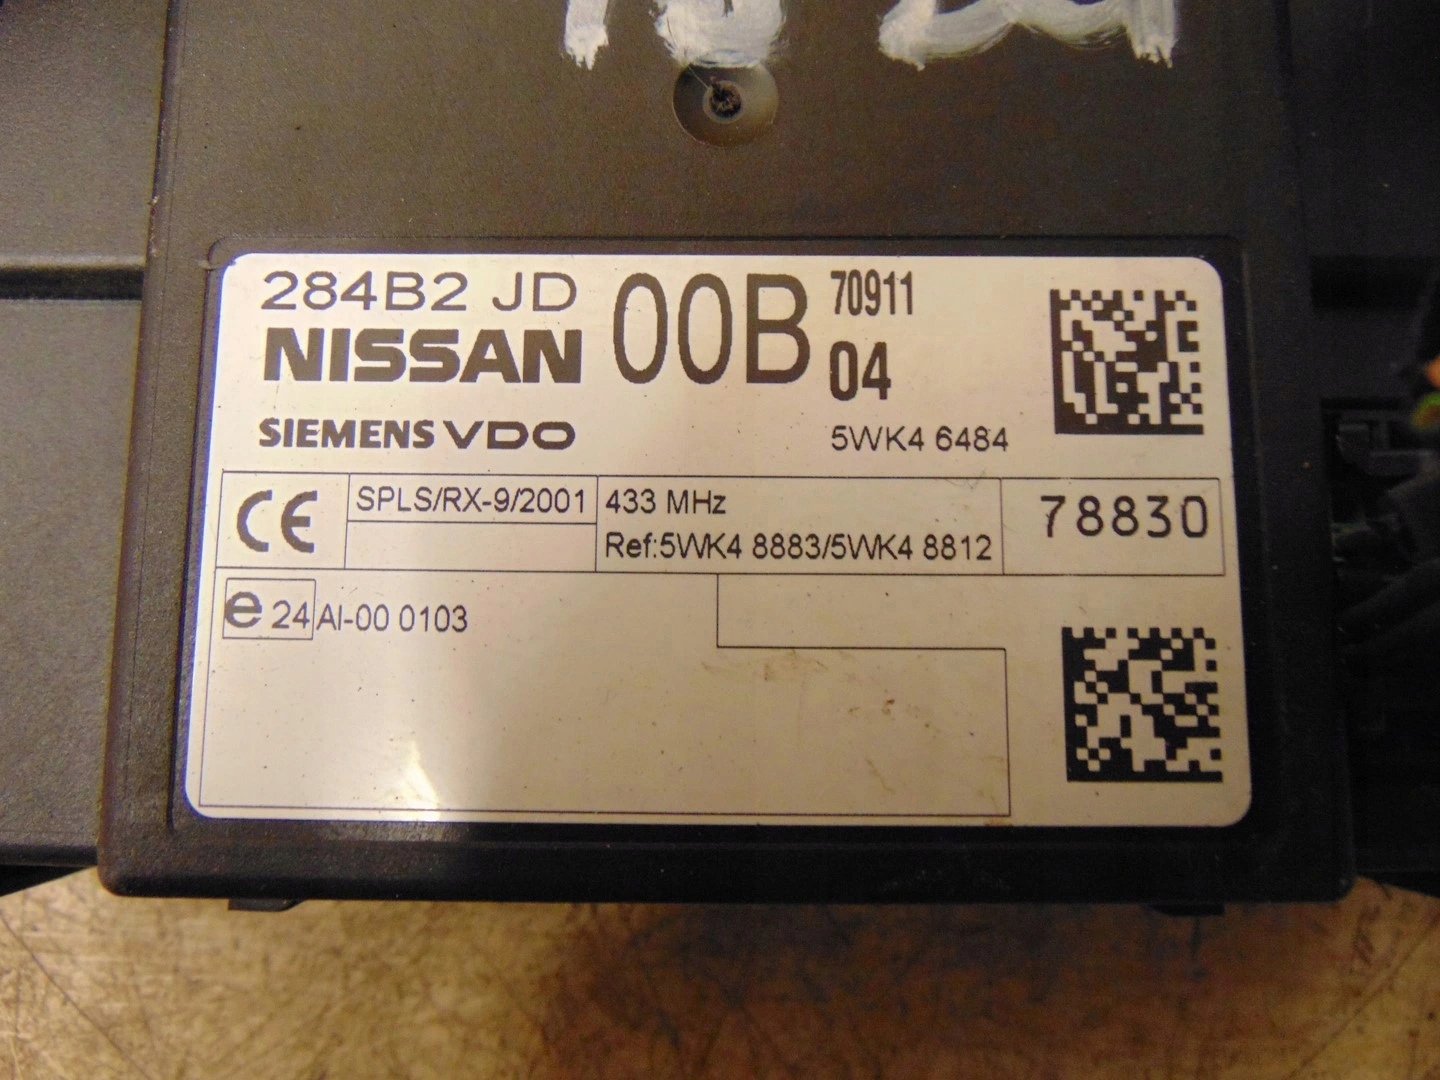 284B2 JD 00B 70911
NISSAN 04
SIEMENS VDO 5WK4 6484
CE SPLS/RX-9/2001 433 MHz 78830
Ref:5WK4 8883/5WK4 8812
e 24 AI-00 0103